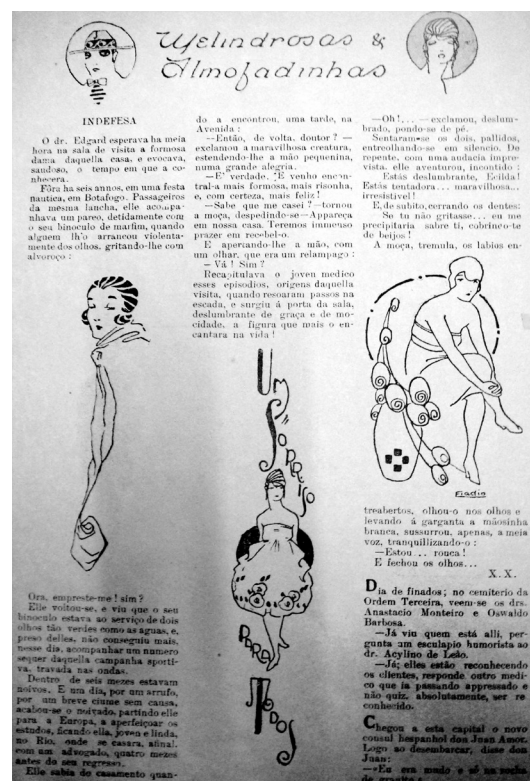 Melindrosas &
Almofadinhas
INDEFESA
O dr. Edgard esperava ha meia
hora na sala de visita a formosa
dama daquella casa, e evocava,
saudoso, o tempo em que a co-
nhecera.
Fôra ha seis annos, em uma festa
nautica, em Botafogo. Passageiros
da mesma lancha, elle acompa-
nhava um pareo, detidamente com
o seu binoculo de marfim, quando
alguem lh'o arrancou violenta-
mente dos olhos, gritando-lhe com
alvoroço:
Ora, empreste-me! sim?
Elle voltou-se, e viu que o seu
binoculo estava ao serviço de dois
olhos tão verdes como as aguas, e,
preso delles, não conseguiu mais,
nesse dia, acompanhar um numero
sequer daquella campanha sporti-
va, travada nas ondas.
Dentro de seis mezes estavam
noivos. E um dia, por um arrufo,
por um breve ciume sem causa,
acabou-se o noivado, partindo elle
para a Europa, a aperfeiçoar os
estudos, ficando ella, joven e linda,
no Rio, onde se casara, afinal,
com um advogado, quatro mezes
antes do seu regresso.
Elle sabia do casamento quan-
do a encontrou, uma tarde, na
Avenida:
—Então, de volta, doutor? —
exclamou a maravilhosa creatura,
estendendo-lhe a mão pequenina,
numa grande alegria.
—E' verdade. E venho encon-
tral-a mais formosa, mais risonha,
e, com certeza, mais feliz!
—Sabe que me casei? —tornou
a moça, despedindo-se —Appareça
em nossa casa. Teremos immenso
prazer em recebel-o.
E apertando-lhe a mão, com
um olhar, que era um relampago:
— Vá! Sim?
Recapitulava o joven medico
esses episodios, origens daquella
visita, quando resoaram passos na
escada, e surgiu á porta da sala,
deslumbrante de graça e de mo-
cidade, a figura que mais o en-
cantara na vida!
Um
Sorriso
Para
Todos
—Oh!... — exclamou, deslum-
brado, pondo-se de pé.
Sentaram-se os dois, pallidos,
entreolhando-se em silencio. De
repente, com uma audacia impre-
vista, elle aventurou, incontido:
Estás deslumbrante, Ecilda!
Estás tentadora... maravilhosa...
irresistivel!
E, de subito, cerrando os dentes:
Se tu não gritasse... eu me
precipitaria sobre ti, cobrindo-te
de beijos!
A moça, tremula, os labios en-
Fladio
treabertos, olhou-o nos olhos e
levando á garganta a mãosinha
branca, sussurrou, apenas, a meia
voz, tranquillizando-o:
—Estou... rouca!
E fechou os olhos...
X. X.
Dia de finados; no cemiterio da
Ordem Terceira, veem-se os drs.
Anastacio Monteiro e Oswaldo
Barbosa.
—Já viu quem está alli, per-
gunta um esculapio humorista ao
dr. Acylino de Leão.
—Já; elles estão reconhecendo
os clientes, responde outro medi-
co que ia passando appressado e
não quiz, absolutamente, ser re
conhecido.
Chegou a esta capital o novo
consul hespanhol don Juan Amor.
Logo ao desembarcar, disse don
Juan:
—Eu era moço e só